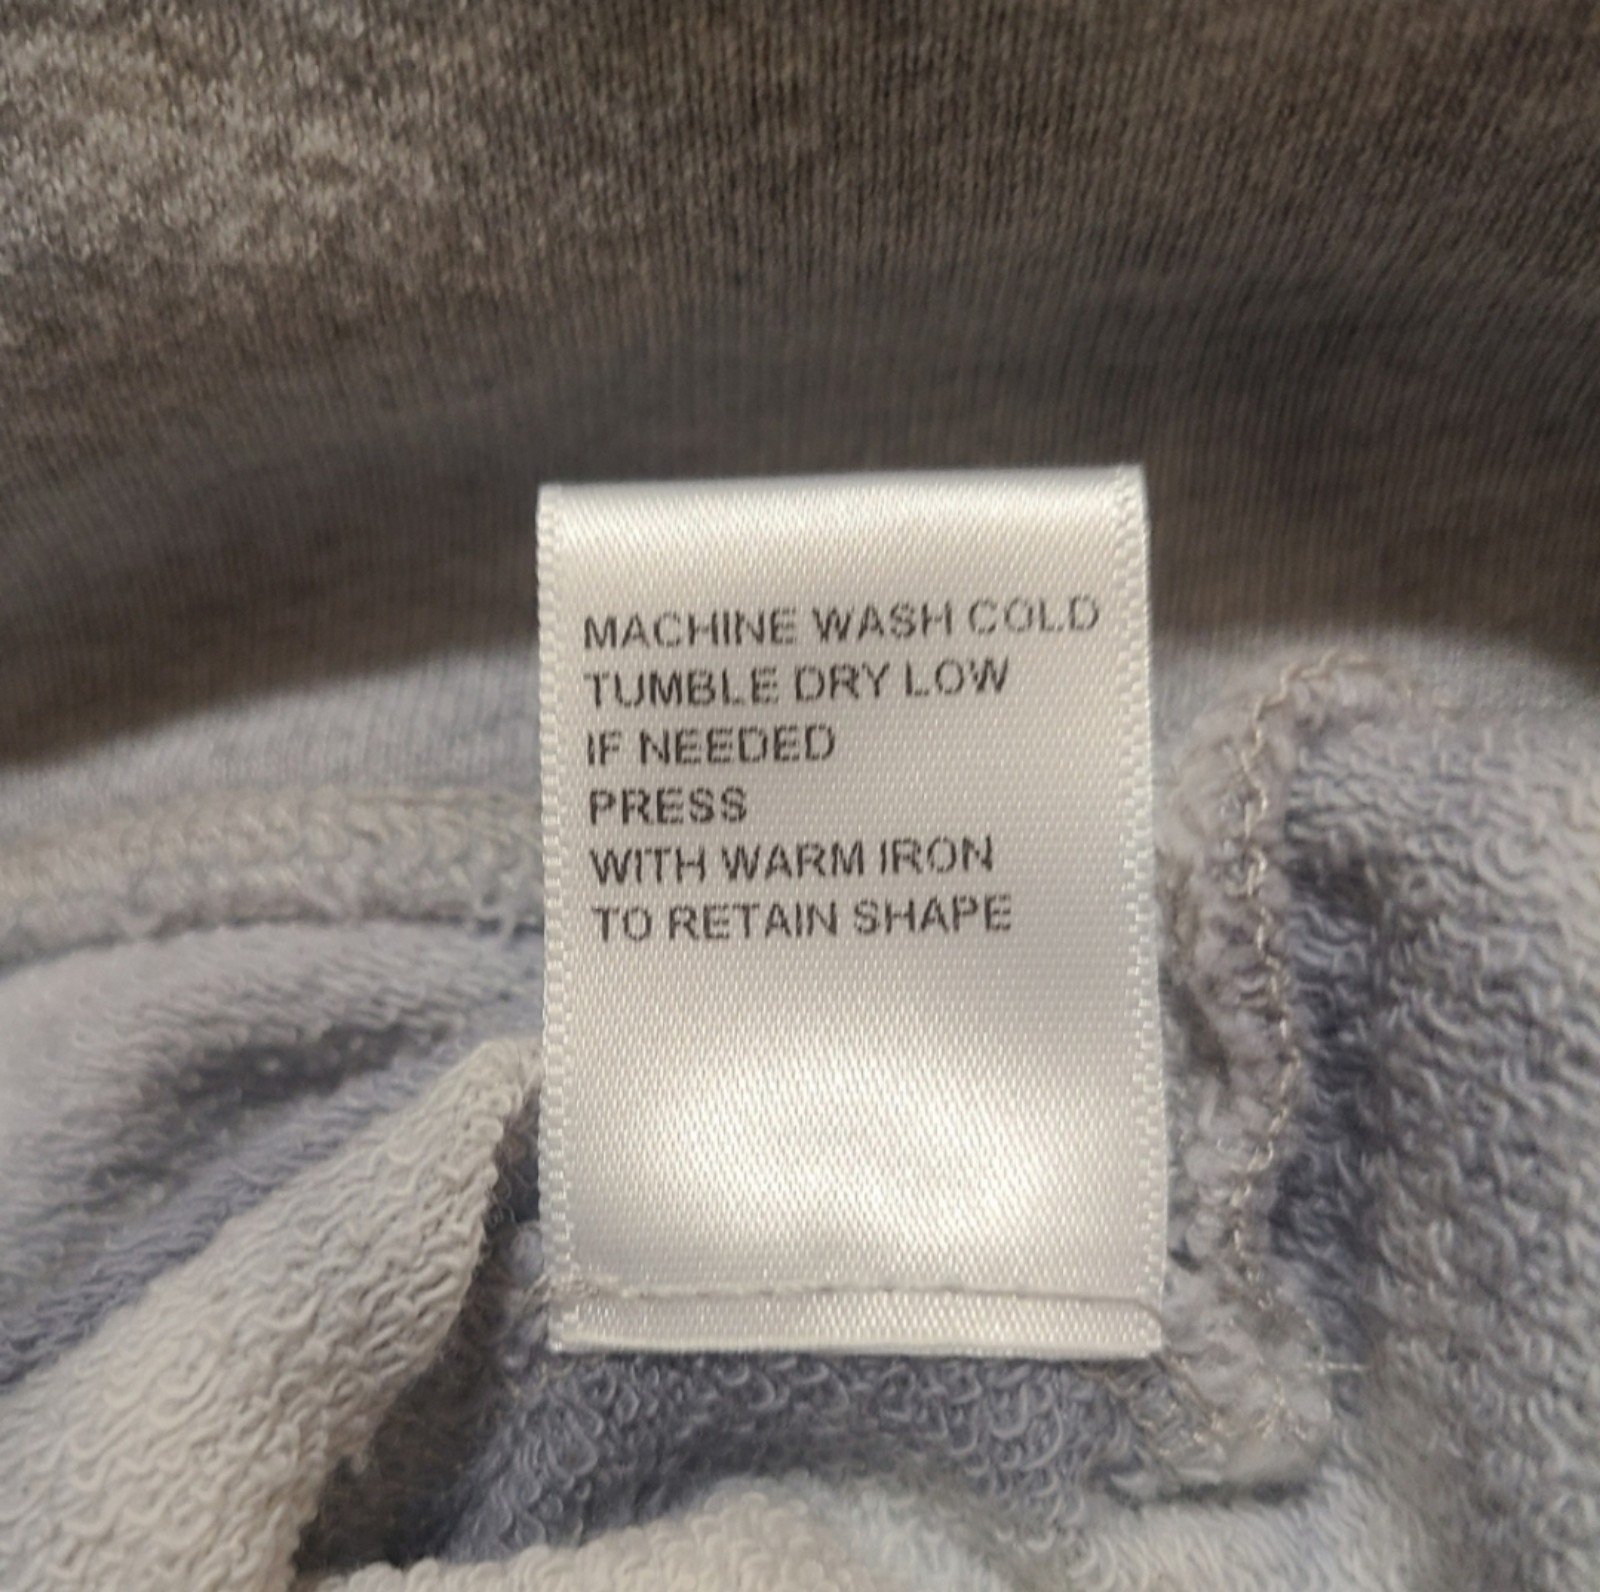 MACHINE WASH COLD
TUMBLE DRY LOW
IF NEEDED
PRESS
WITH WARM IRON
TO RETAIN SHAPE